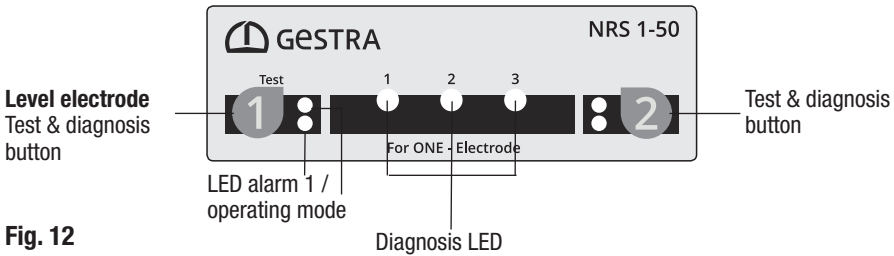 GESTRA
NRS 1-50
Test
1 2 3
1
2
For ONE - Electrode
Level electrode
Test & diagnosis
button
Test & diagnosis
button
LED alarm 1 /
operating mode
Diagnosis LED
Fig. 12